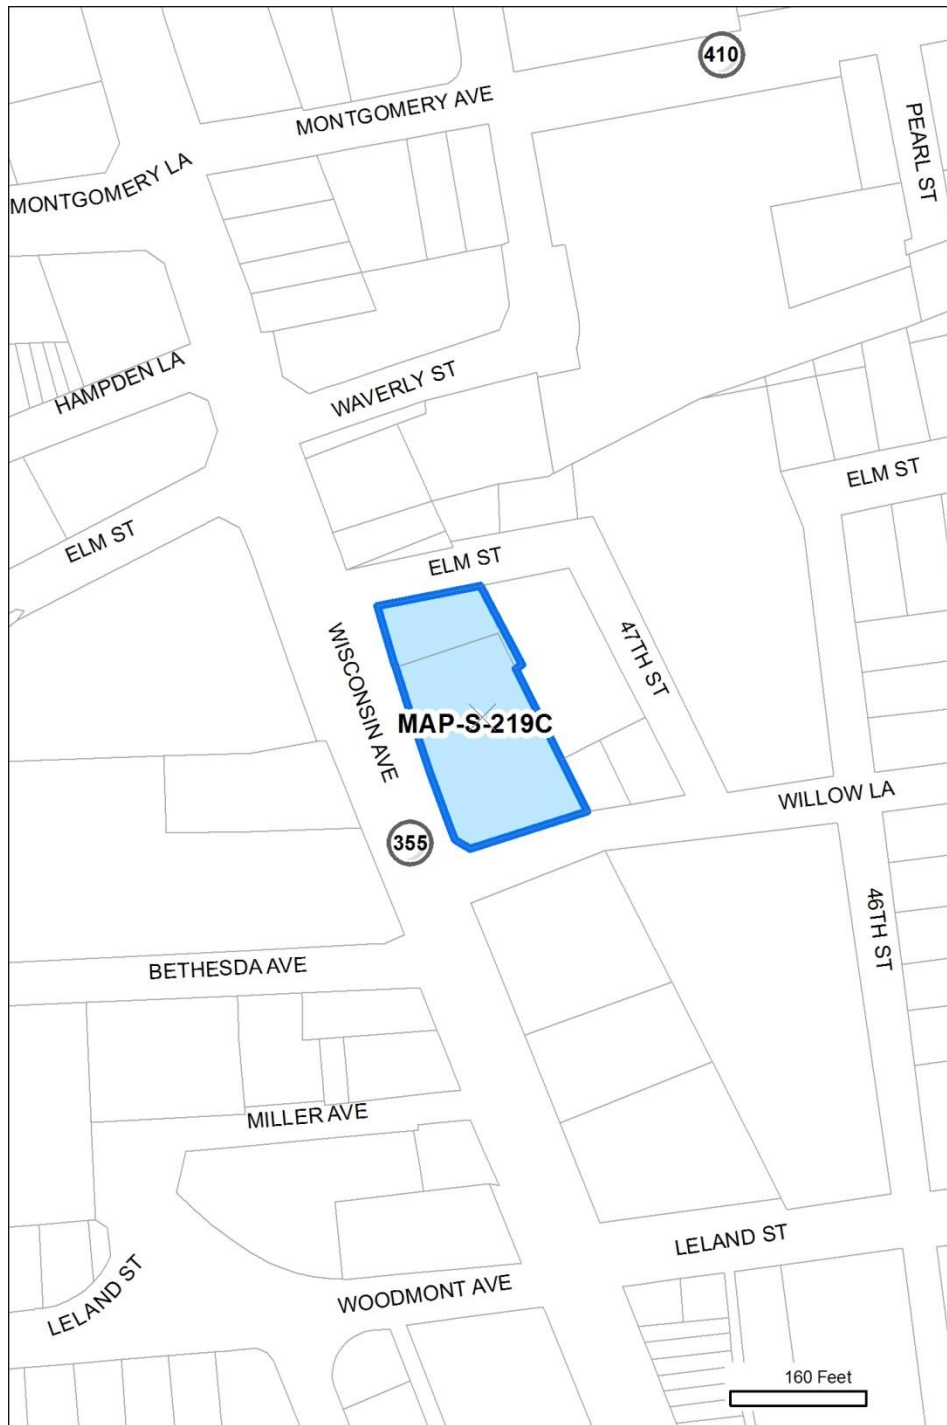 410
MONTGOMERY AVE
PEARL ST
MONTGOMERY LA
HAMPDEN LA
WAVERLY ST
ELM ST
ELM ST
ELM ST
47TH ST
WISCONSIN AVE
MAP-S-219C
WILLOW LA
355
46TH ST
BETHESDA AVE
MILLER AVE
LELAND ST
LELAND ST
WOODMONT AVE
160 Feet